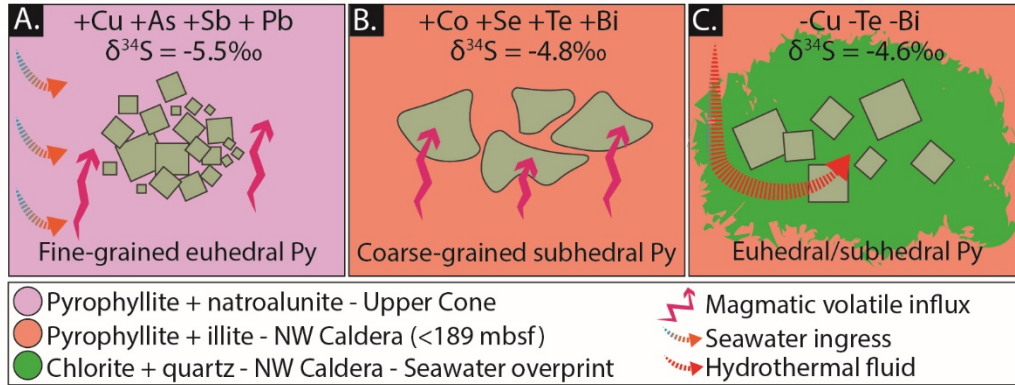 A.
+Cu +As +Sb + Pb
δ³⁴S = -5.5‰
Fine-grained euhedral Py
B.
+Co +Se +Te +Bi
δ³⁴S = -4.8‰
Coarse-grained subhedral Py
C.
-Cu -Te -Bi
δ³⁴S = -4.6‰
Euhedral/subhedral Py
Pyrophyllite + natroalunite - Upper Cone
Pyrophyllite + illite - NW Caldera (<189 mbsf)
Chlorite + quartz - NW Caldera - Seawater overprint
Magmatic volatile influx
Seawater ingress
Hydrothermal fluid